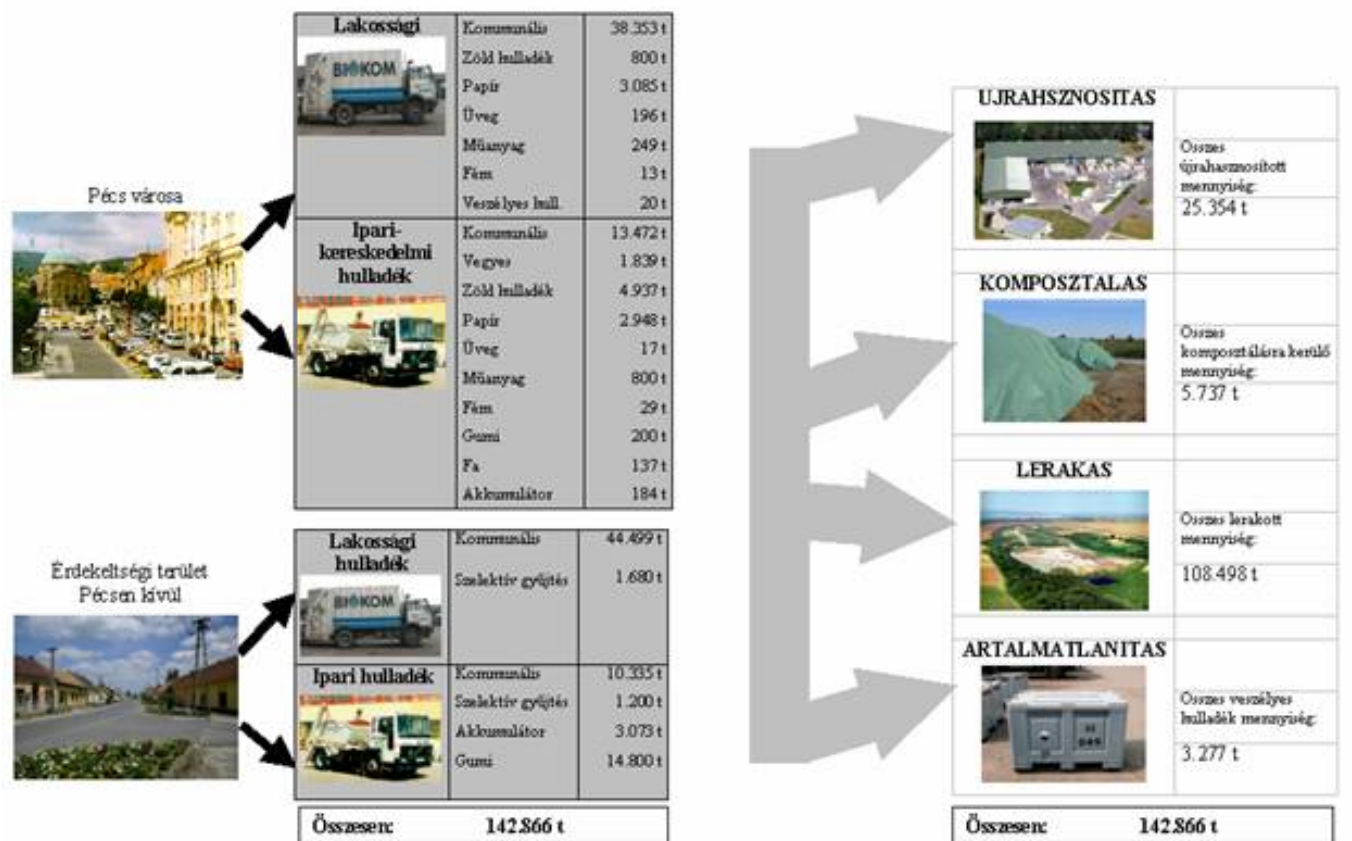 Pécs városa
Lakossági
BIOKOM
Kommunális 38.353 t
Zöld hulladék 800 t
Papír 3.085 t
Üveg 196 t
Műanyag 249 t
Fém 13 t
Veszélyes hull. 20 t
Ipari-
kereskedelmi
hulladék
Kommunális 13.472 t
Vegyes 1.839 t
Zöld hulladék 4.937 t
Papír 2.948 t
Üveg 17 t
Műanyag 800 t
Fém 29 t
Gumi 200 t
Fa 137 t
Akkumulátor 184 t
Érdekeltségi terület
Pécsen kívül
Lakossági
hulladék
BIOKOM
Kommunális 44.499 t
Szelektív gyűjtés 1.680 t
Ipari hulladék
Kommunális 10.335 t
Szelektív gyűjtés 1.200 t
Akkumulátor 3.073 t
Gumi 14.800 t
Összesen: 142.866 t
UJRAHSZNOSITAS
Összes
újrahasznosított
mennyiség:
25.354 t
KOMPOSZTALAS
Összes
komposztálásra kerülő
mennyiség:
5.737 t
LERAKAS
Összes lerakott
mennyiség:
108.498 t
ARTALMATLANITAS
Összes veszélyes
hulladék mennyiség:
3.277 t
Összesen: 142.866 t